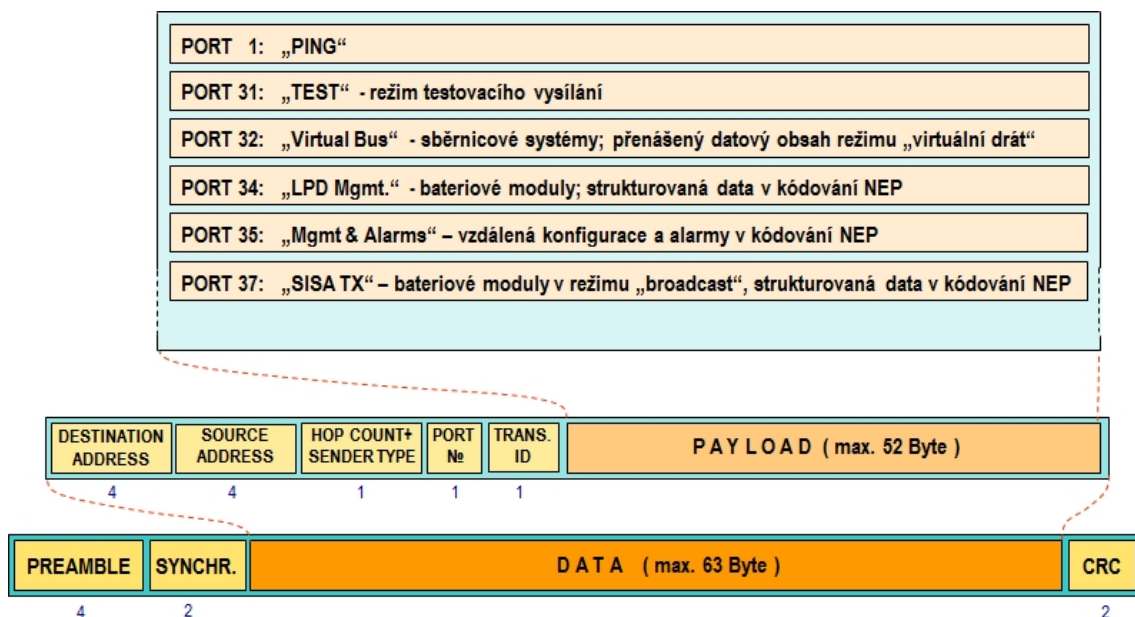 PORT 1: „PING“
PORT 31: „TEST“ - režim testovacího vysílání
PORT 32: „Virtual Bus“ - sběrnicové systémy; přenášený datový obsah režimu „virtuální drát“
PORT 34: „LPD Mgmt.“ - bateriové moduly; strukturovaná data v kódování NEP
PORT 35: „Mgmt & Alarms“ – vzdálená konfigurace a alarmy v kódování NEP
PORT 37: „SISA TX“ – bateriové moduly v režimu „broadcast“, strukturovaná data v kódování NEP
DESTINATION ADDRESS
SOURCE ADDRESS
HOP COUNT+ SENDER TYPE
PORT №
TRANS. ID
PAYLOAD ( max. 52 Byte )
4 4 1 1 1
PREAMBLE SYNCHR. DATA ( max. 63 Byte ) CRC
4 2 2